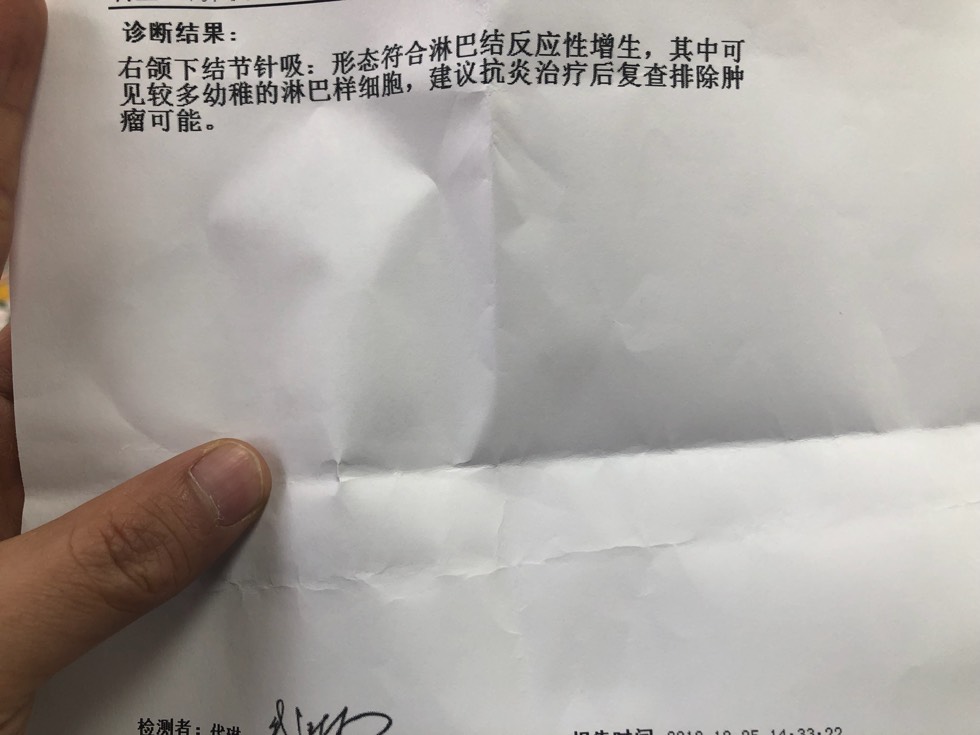 诊断结果：
右颌下结节针吸：形态符合淋巴结反应性增生，其中可
见较多幼稚的淋巴样细胞，建议抗炎治疗后复查排除肿
瘤可能。
检测者：